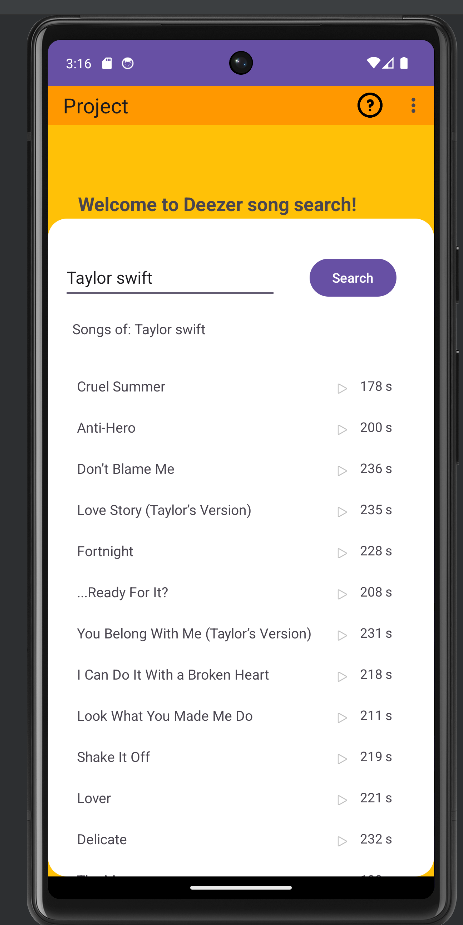 3:16
Project ?
Welcome to Deezer song search!
Taylor swift Search
Songs of: Taylor swift
Cruel Summer 178 s
Anti-Hero 200 s
Don't Blame Me 236 s
Love Story (Taylor's Version) 235 s
Fortnight 228 s
...Ready For It? 208 s
You Belong With Me (Taylor's Version) 231 s
I Can Do It With a Broken Heart 218 s
Look What You Made Me Do 211 s
Shake It Off 219 s
Lover 221 s
Delicate 232 s